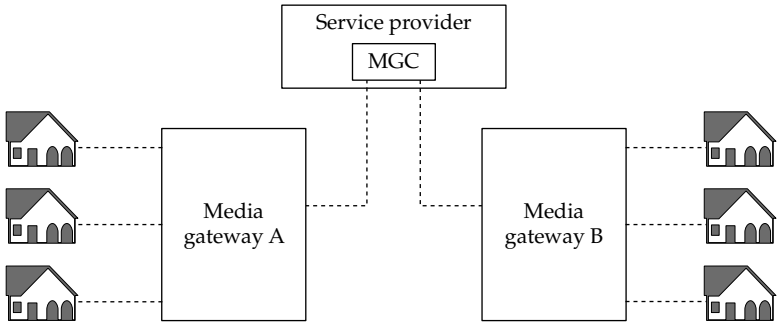 Service provider
MGC
Media
gateway A
Media
gateway B